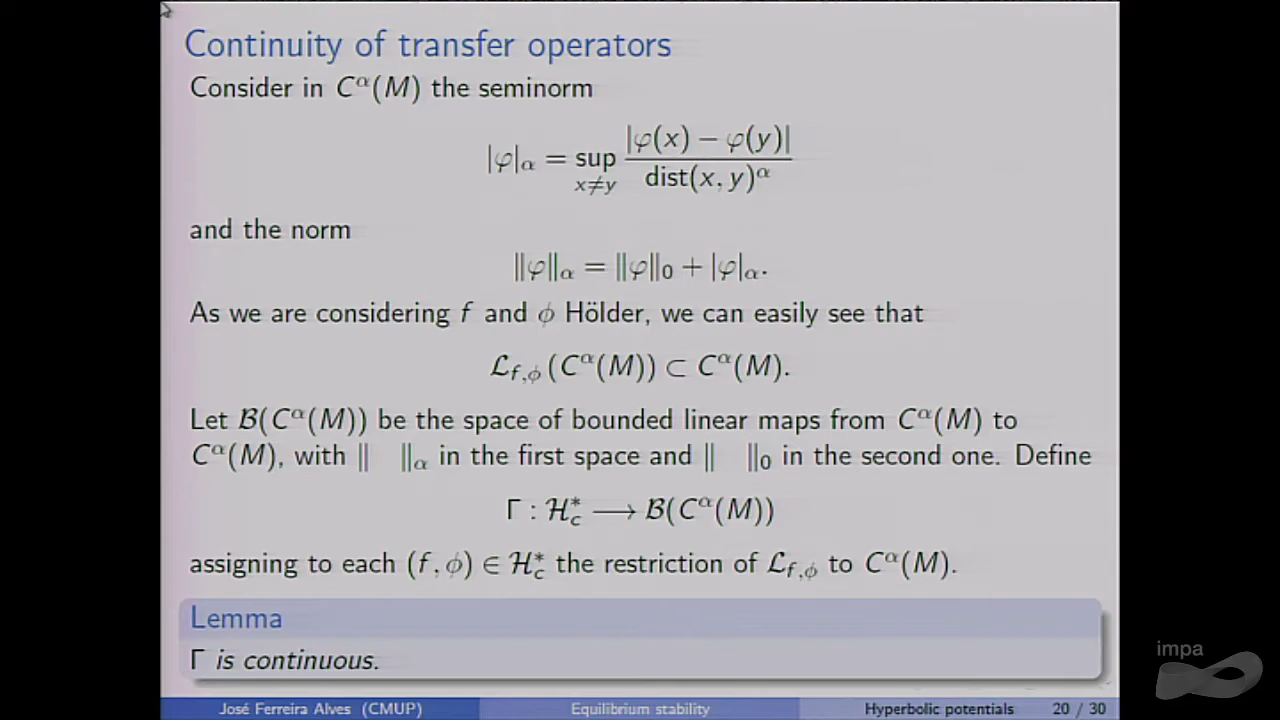 Continuity of transfer operators
Consider in C^α(M) the seminorm
|φ|_α = sup_{x≠y} |φ(x) − φ(y)| / dist(x, y)^α
and the norm
‖φ‖_α = ‖φ‖_0 + |φ|_α.
As we are considering f and ϕ Hölder, we can easily see that
ℒ_{f,ϕ}(C^α(M)) ⊂ C^α(M).
Let ℬ(C^α(M)) be the space of bounded linear maps from C^α(M) to
C^α(M), with ‖ ‖_α in the first space and ‖ ‖_0 in the second one. Define
Γ : ℋ_c^* ⟶ ℬ(C^α(M))
assigning to each (f, ϕ) ∈ ℋ_c^* the restriction of ℒ_{f,ϕ} to C^α(M).
Lemma
Γ is continuous.
José Ferreira Alves (CMUP) Equilibrium stability Hyperbolic potentials 20 / 30
impa